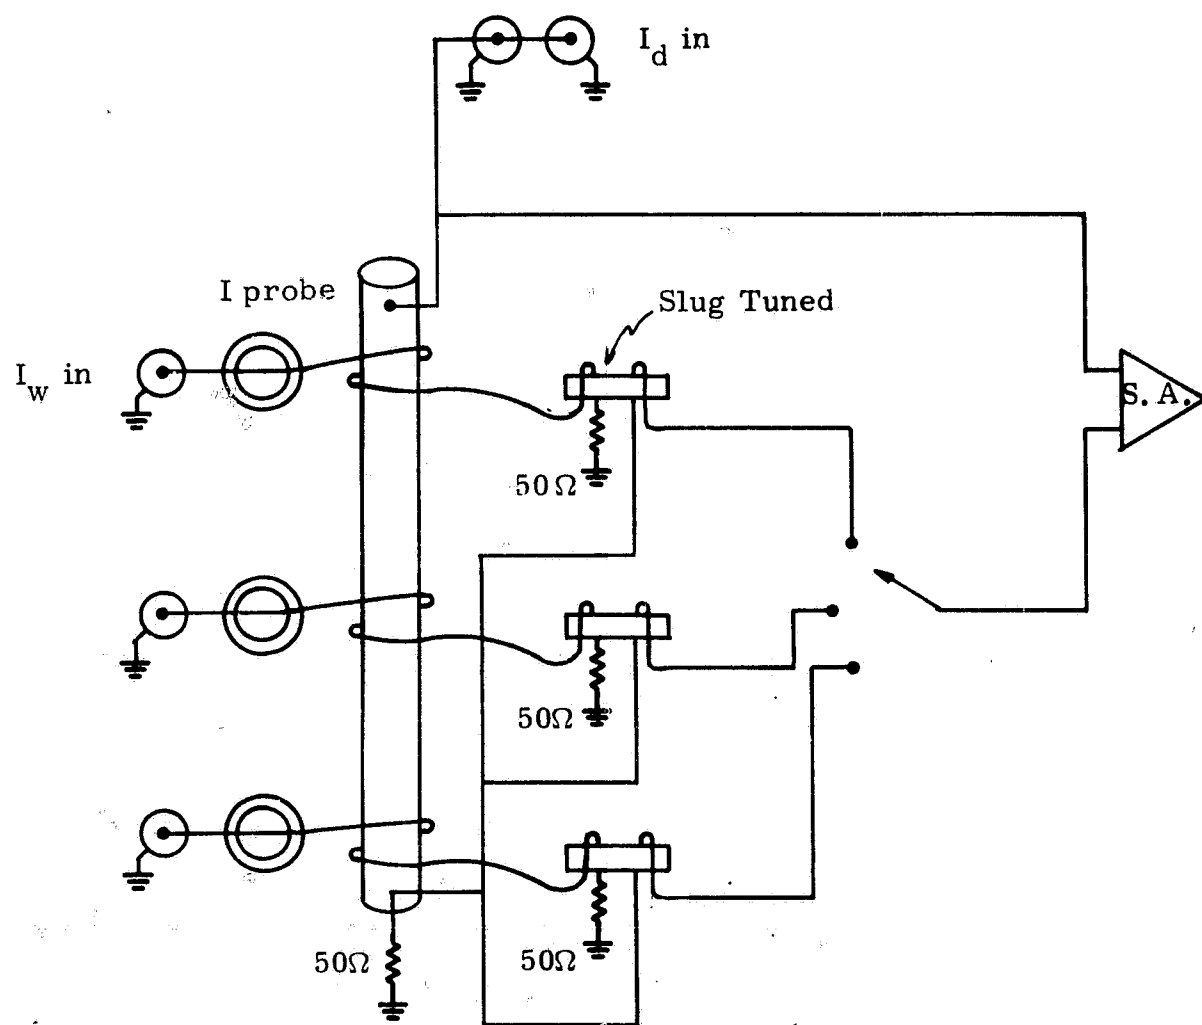 I_d in
I probe
Slug Tuned
I_w in
S. A.
50Ω
50Ω
50Ω
50Ω